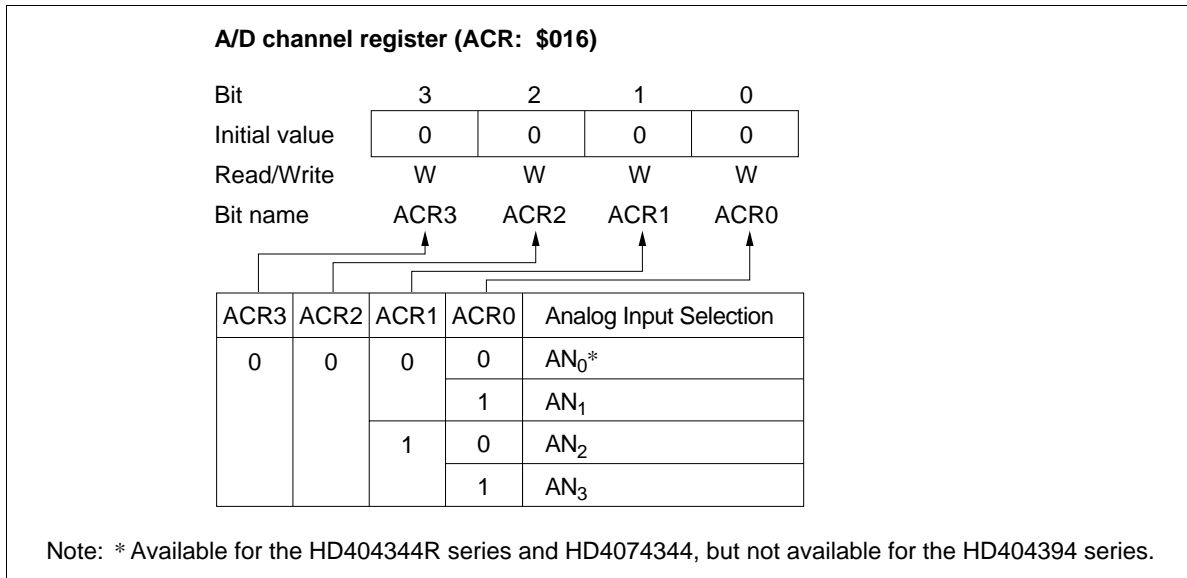 A/D channel register (ACR: $016)
Bit 3 2 1 0
Initial value 0 0 0 0
Read/Write W W W W
Bit name ACR3 ACR2 ACR1 ACR0
ACR3 ACR2 ACR1 ACR0 Analog Input Selection
0 0 0 0 AN0*
1 AN1
1 0 AN2
1 AN3
Note: * Available for the HD404344R series and HD4074344, but not available for the HD404394 series.